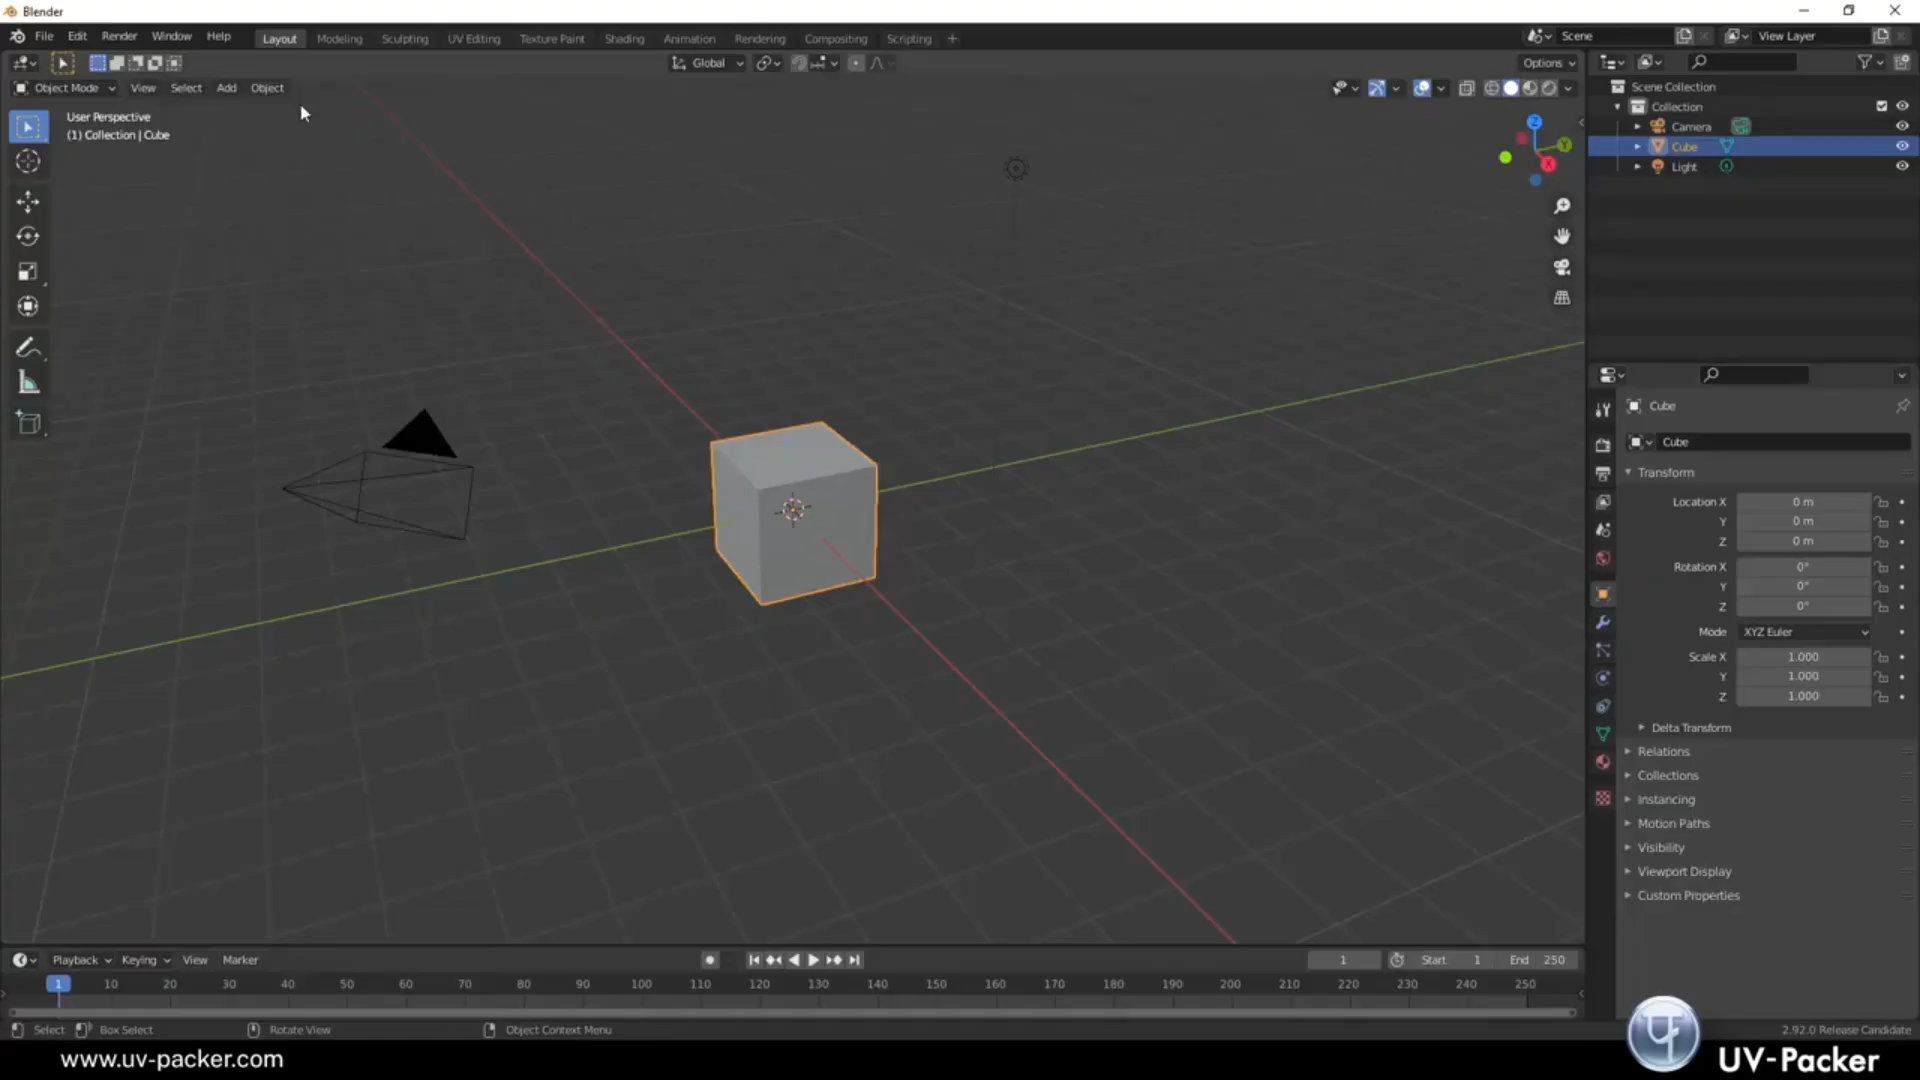 Blender
File Edit Render Window Help Layout Modeling Sculpting UV Editing Texture Paint Shading Animation Rendering Compositing Scripting + Scene View Layer
Global Options
Object Mode View Select Add Object
User Perspective
(1) Collection | Cube
Z
Y
X
Scene Collection
Collection
Camera
Cube
Light
Cube
Cube
Transform
Location X 0 m
Y 0 m
Z 0 m
Rotation X 0°
Y 0°
Z 0°
Mode XYZ Euler
Scale X 1.000
Y 1.000
Z 1.000
Delta Transform
Relations
Collections
Instancing
Motion Paths
Visibility
Viewport Display
Custom Properties
Playback Keying View Marker 1 Start 1 End 250
1 10 20 30 40 50 60 70 80 90 100 110 120 130 140 150 160 170 180 190 200 210 220 230 240 250
Select Box Select Rotate View Object Context Menu 2.92.0 Release Candidate
www.uv-packer.com UV-Packer